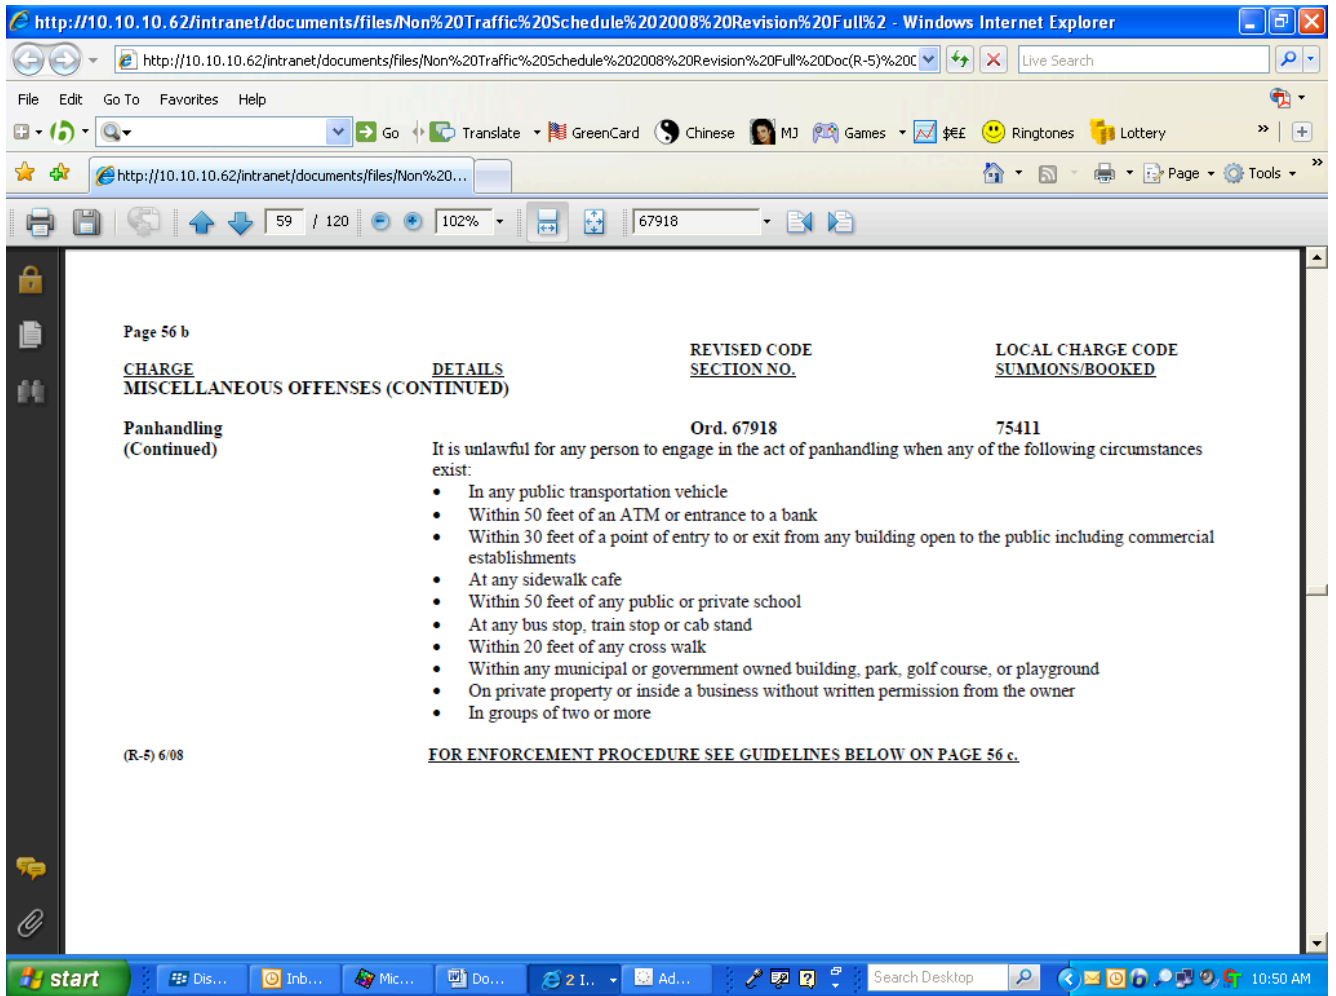 http://10.10.10.62/intranet/documents/files/Non%20Traffic%20Schedule%202008%20Revision%20Full%2 - Windows Internet Explorer
http://10.10.10.62/intranet/documents/files/Non%20Traffic%20Schedule%202008%20Revision%20Full%20Doc(R-5)%20C
Live Search
File Edit Go To Favorites Help
Go Translate GreenCard Chinese MJ Games $€£ Ringtones Lottery »
http://10.10.10.62/intranet/documents/files/Non%20...
Page Tools »
59 / 120 102% 67918
Page 56 b
REVISED CODE LOCAL CHARGE CODE
CHARGE DETAILS SECTION NO. SUMMONS/BOOKED
MISCELLANEOUS OFFENSES (CONTINUED)
Panhandling Ord. 67918 75411
(Continued) It is unlawful for any person to engage in the act of panhandling when any of the following circumstances
exist:
• In any public transportation vehicle
• Within 50 feet of an ATM or entrance to a bank
• Within 30 feet of a point of entry to or exit from any building open to the public including commercial
establishments
• At any sidewalk cafe
• Within 50 feet of any public or private school
• At any bus stop, train stop or cab stand
• Within 20 feet of any cross walk
• Within any municipal or government owned building, park, golf course, or playground
• On private property or inside a business without written permission from the owner
• In groups of two or more
(R-5) 6/08 FOR ENFORCEMENT PROCEDURE SEE GUIDELINES BELOW ON PAGE 56 c.
start Dis... Inb... Mic... Do... 2 I... Ad... Search Desktop 10:50 AM